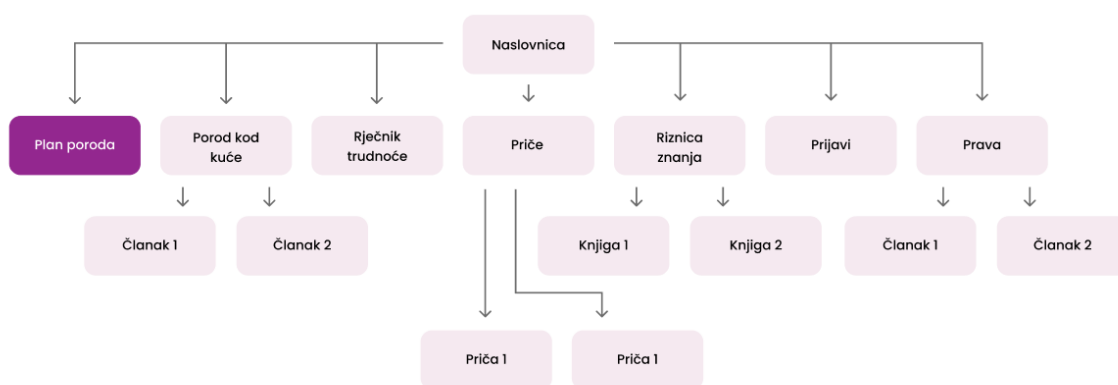 Naslovnica
Plan poroda
Porod kod
kuće
Rječnik
trudnoće
Priče
Riznica
znanja
Prijavi
Prava
Članak 1
Članak 2
Knjiga 1
Knjiga 2
Članak 1
Članak 2
Priča 1
Priča 1